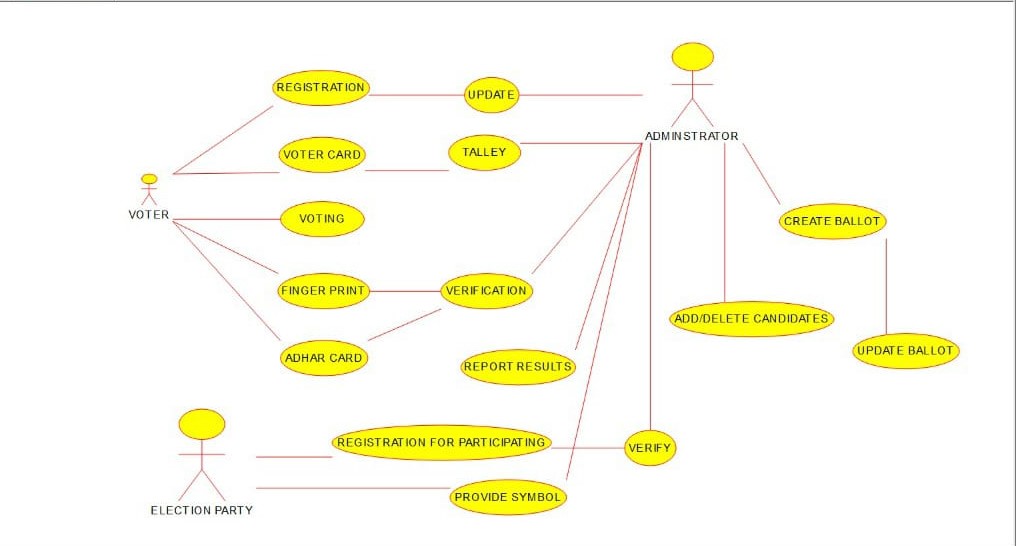 REGISTRATION
UPDATE
ADMINSTRATOR
VOTER CARD
TALLEY
VOTER
VOTING
CREATE BALLOT
FINGER PRINT
VERIFICATION
ADD/DELETE CANDIDATES
ADHAR CARD
REPORT RESULTS
UPDATE BALLOT
REGISTRATION FOR PARTICIPATING
VERIFY
PROVIDE SYMBOL
ELECTION PARTY